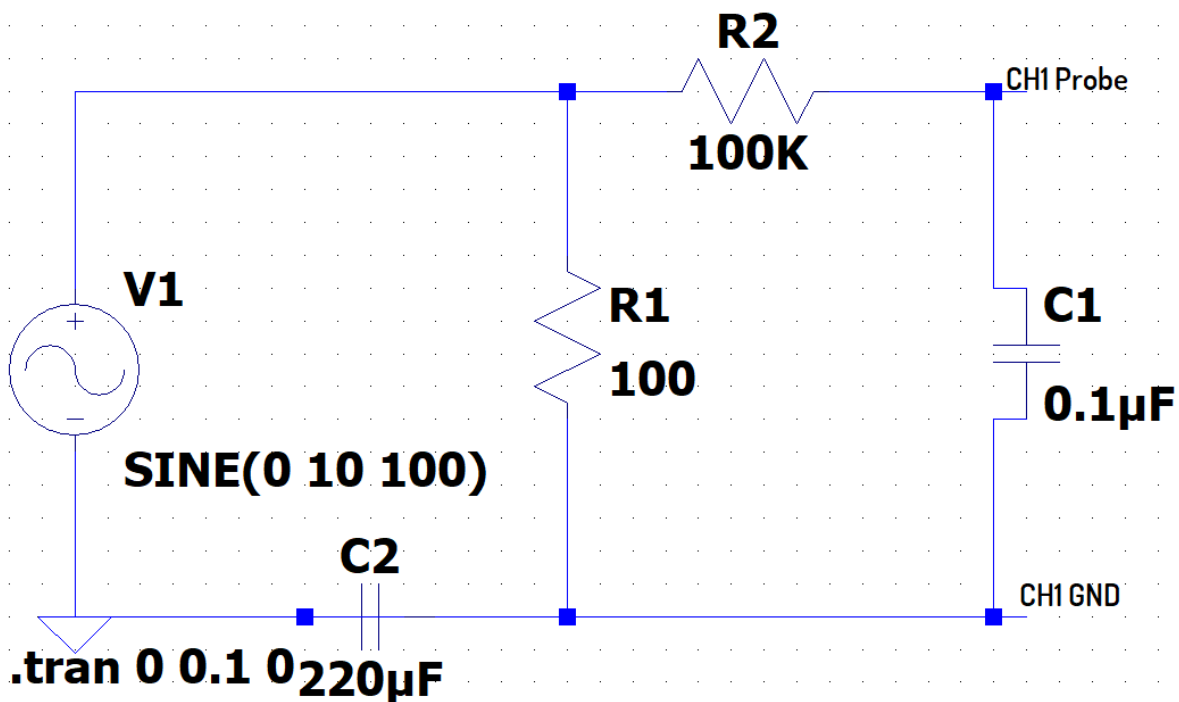 R2
CH1 Probe
100K
V1
R1
C1
100
0.1µF
SINE(0 10 100)
C2
CH1 GND
.tran 0 0.1 0
220µF